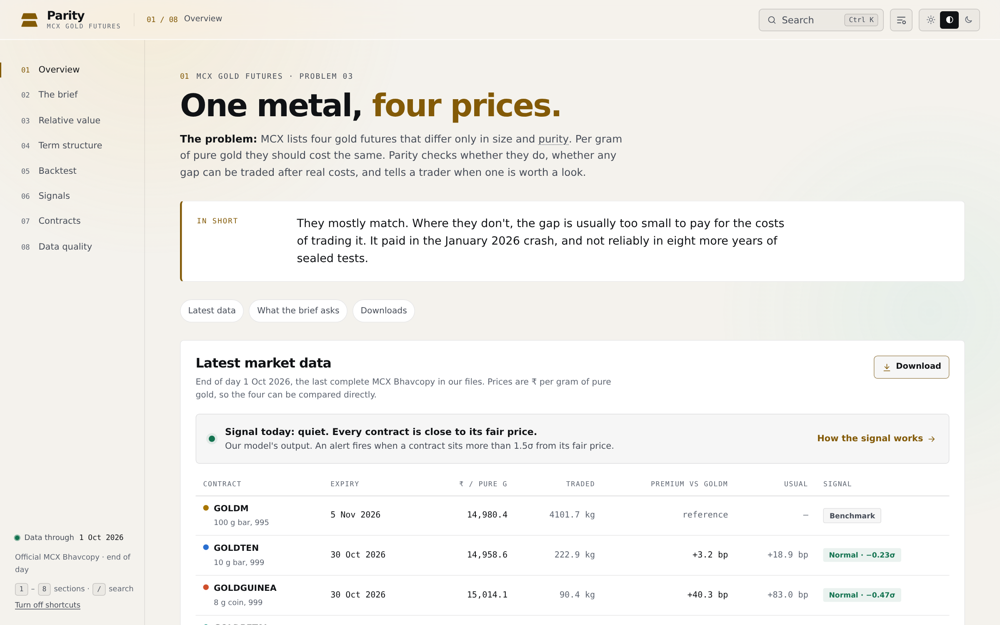 Parity
MCX GOLD FUTURES
01 / 08 Overview
Search Ctrl K
01 Overview
02 The brief
03 Relative value
04 Term structure
05 Backtest
06 Signals
07 Contracts
08 Data quality
Data through 1 Oct 2026
Official MCX Bhavcopy · end of
day
1 – 8 sections · / search
Turn off shortcuts
01 MCX GOLD FUTURES · PROBLEM 03
One metal, four prices.
The problem: MCX lists four gold futures that differ only in size and purity. Per gram
of pure gold they should cost the same. Parity checks whether they do, whether any
gap can be traded after real costs, and tells a trader when one is worth a look.
IN SHORT
They mostly match. Where they don't, the gap is usually too small to pay for the costs
of trading it. It paid in the January 2026 crash, and not reliably in eight more years of
sealed tests.
Latest data What the brief asks Downloads
Latest market data
Download
End of day 1 Oct 2026, the last complete MCX Bhavcopy in our files. Prices are ₹ per gram of pure
gold, so the four can be compared directly.
Signal today: quiet. Every contract is close to its fair price.
Our model's output. An alert fires when a contract sits more than 1.5σ from its fair price.
How the signal works →
CONTRACT EXPIRY ₹ / PURE G TRADED PREMIUM VS GOLDM USUAL SIGNAL
GOLDM 5 Nov 2026 14,980.4 4101.7 kg reference — Benchmark
100 g bar, 995
GOLDTEN 30 Oct 2026 14,958.6 222.9 kg +3.2 bp +18.9 bp Normal · −0.23σ
10 g bar, 999
GOLDGUINEA 30 Oct 2026 15,014.1 90.4 kg +40.3 bp +83.0 bp Normal · −0.47σ
8 g coin, 999